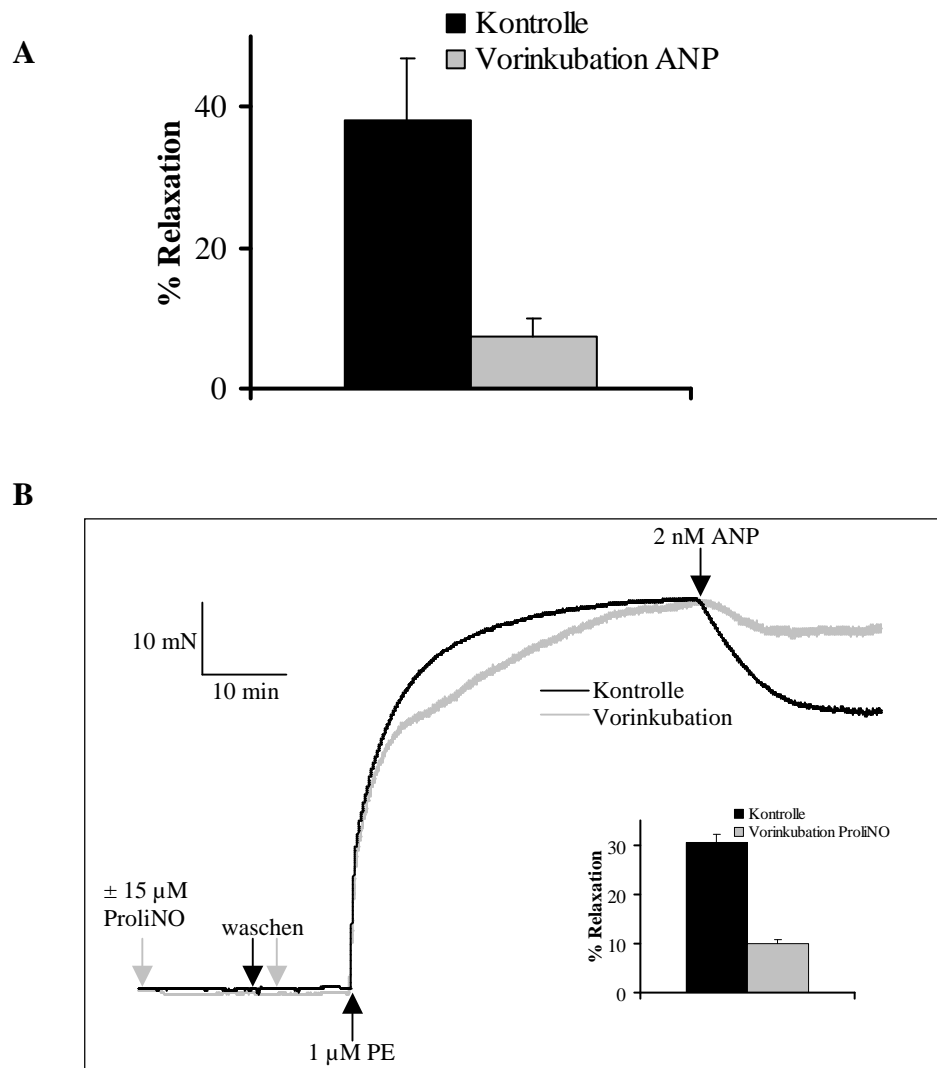 A
Kontrolle
Vorinkubation ANP
% Relaxation
40
20
0
B
2 nM ANP
10 mN
10 min
Kontrolle
Vorinkubation
Kontrolle
Vorinkubation ProliNO
% Relaxation
30
20
10
0
± 15 µM
ProliNO
waschen
1 µM PE